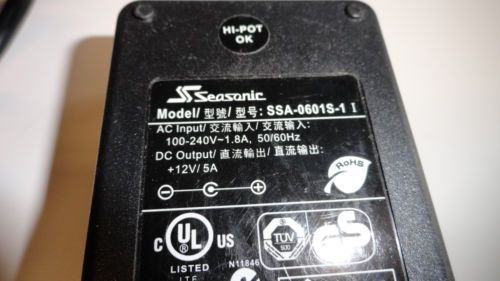 HI-POT
OK
Seasonic
Model/ 型號/ 型号: SSA-0601S-1 I
AC Input/ 交流輸入/ 交流输入:
100-240V~1.8A, 50/60Hz
DC Output/ 直流輸出/ 直流输出:
+12V/ 5A
RoHS
C UL US
TÜV
GS
LISTED
N11846
I.T.E.